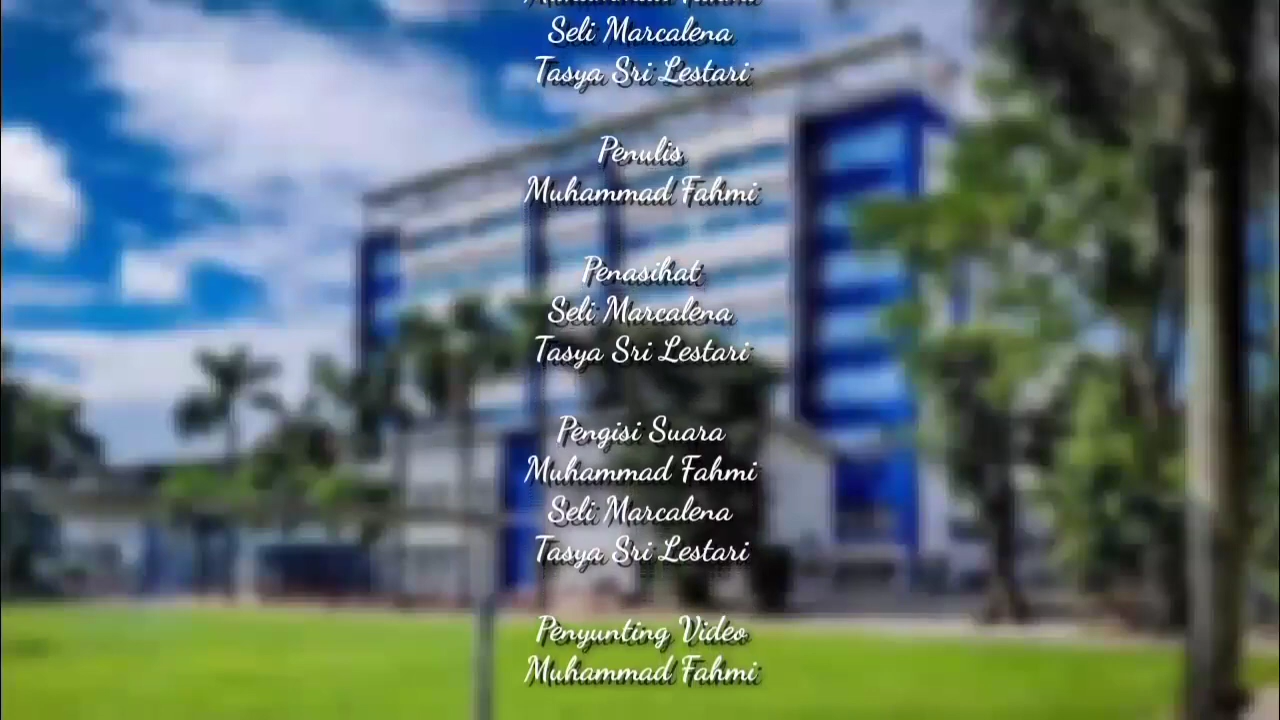 Seli Marcalena
Tasya Sri Lestari
Penulis
Muhammad Fahmi
Penasihat
Seli Marcalena
Tasya Sri Lestari
Pengisi Suara
Muhammad Fahmi
Seli Marcalena
Tasya Sri Lestari
Penyunting Video
Muhammad Fahmi